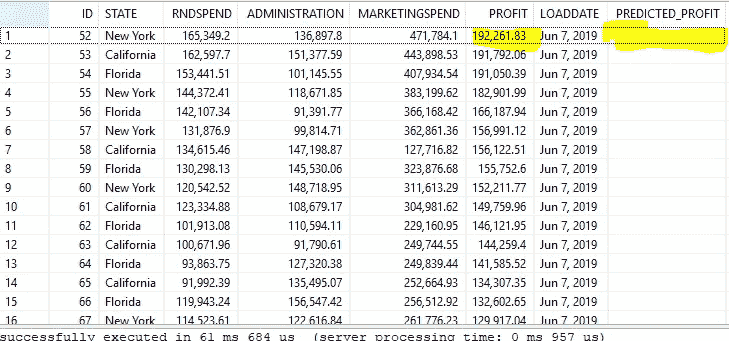 ID STATE RNDSPEND ADMINISTRATION MARKETINGSPEND PROFIT LOADDATE PREDICTED_PROFIT
1 52 New York 165,349.2 136,897.8 471,784.1 192,261.83 Jun 7, 2019
2 53 California 162,597.7 151,377.59 443,898.53 191,792.06 Jun 7, 2019
3 54 Florida 153,441.51 101,145.55 407,934.54 191,050.39 Jun 7, 2019
4 55 New York 144,372.41 118,671.85 383,199.62 182,901.99 Jun 7, 2019
5 56 Florida 142,107.34 91,391.77 366,168.42 166,187.94 Jun 7, 2019
6 57 New York 131,876.9 99,814.71 362,861.36 156,991.12 Jun 7, 2019
7 58 California 134,615.46 147,198.87 127,716.82 156,122.51 Jun 7, 2019
8 59 Florida 130,298.13 145,530.06 323,876.68 155,752.6 Jun 7, 2019
9 60 New York 120,542.52 148,718.95 311,613.29 152,211.77 Jun 7, 2019
10 61 California 123,334.88 108,679.17 304,981.62 149,759.96 Jun 7, 2019
11 62 Florida 101,913.08 110,594.11 229,160.95 146,121.95 Jun 7, 2019
12 63 California 100,671.96 91,790.61 249,744.55 144,259.4 Jun 7, 2019
13 64 Florida 93,863.75 127,320.38 249,839.44 141,585.52 Jun 7, 2019
14 65 California 91,992.39 135,495.07 252,664.93 134,307.35 Jun 7, 2019
15 66 Florida 119,943.24 156,547.42 256,512.92 132,602.65 Jun 7, 2019
16 67 New York 114,523.61 122,616.84 261,776.23 129,917.04 Jun 7, 2019
successfully executed in 61 ms 684 us (server processing time: 0 ms 957 us)